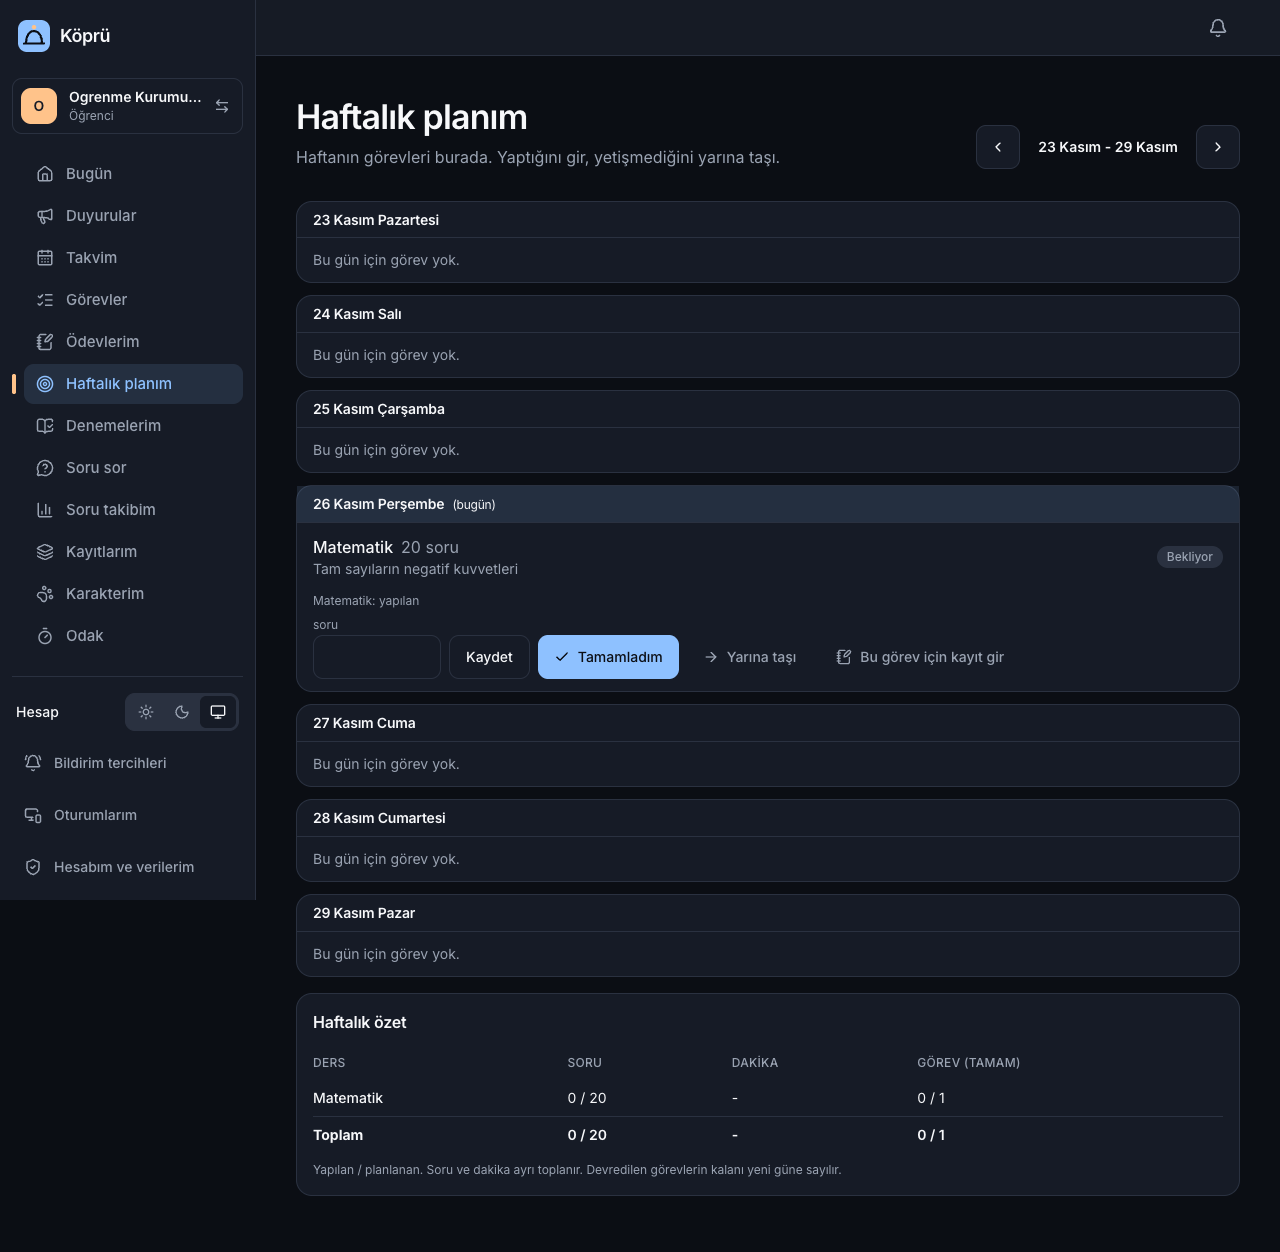 Köprü
O
Ogrenme Kurumu...
Öğrenci
Bugün
Duyurular
Takvim
Görevler
Ödevlerim
Haftalık planım
Denemelerim
Soru sor
Soru takibim
Kayıtlarım
Karakterim
Odak
Hesap
Bildirim tercihleri
Oturumlarım
Hesabım ve verilerim
Haftalık planım
Haftanın görevleri burada. Yaptığını gir, yetişmediğini yarına taşı.
23 Kasım - 29 Kasım
23 Kasım Pazartesi
Bu gün için görev yok.
24 Kasım Salı
Bu gün için görev yok.
25 Kasım Çarşamba
Bu gün için görev yok.
26 Kasım Perşembe (bugün)
Matematik 20 soru
Tam sayıların negatif kuvvetleri
Bekliyor
Matematik: yapılan
soru
Kaydet
Tamamladım
Yarına taşı
Bu görev için kayıt gir
27 Kasım Cuma
Bu gün için görev yok.
28 Kasım Cumartesi
Bu gün için görev yok.
29 Kasım Pazar
Bu gün için görev yok.
Haftalık özet
DERS SORU DAKİKA GÖREV (TAMAM)
Matematik 0 / 20 - 0 / 1
Toplam 0 / 20 - 0 / 1
Yapılan / planlanan. Soru ve dakika ayrı toplanır. Devredilen görevlerin kalanı yeni güne sayılır.